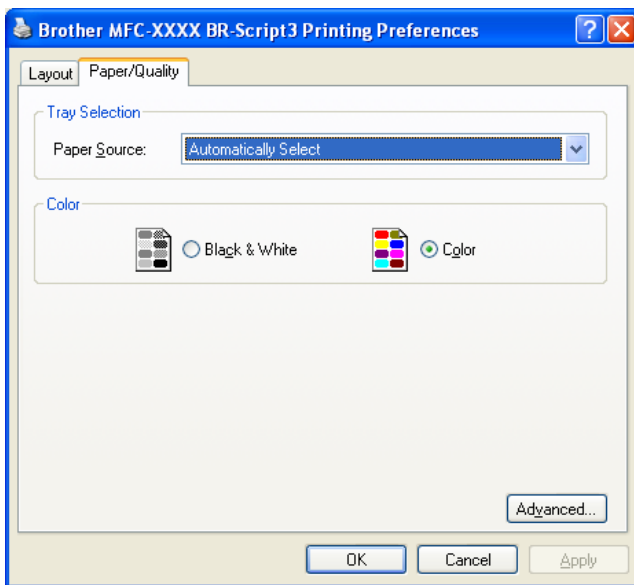 Brother MFC-XXXX BR-Script3 Printing Preferences
Layout Paper/Quality
Tray Selection
Paper Source: Automatically Select
Color
Black & White Color
Advanced...
OK Cancel Apply